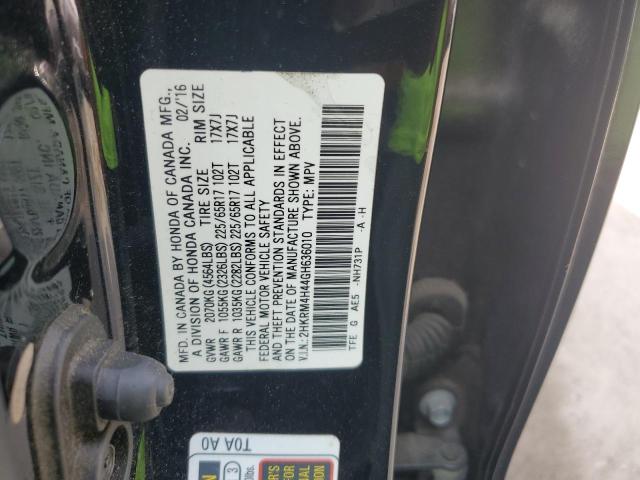 MFD. IN CANADA BY HONDA OF CANADA MFG.,
A DIVISION OF HONDA CANADA INC. 02/'16
GVWR 2070KG(4564LBS) TIRE SIZE RIM SIZE
GAWR F 1055KG(2326LBS) 225/65R17 102T 17X7J
GAWR R 1035KG(2282LBS) 225/65R17 102T 17X7J
THIS VEHICLE CONFORMS TO ALL APPLICABLE
FEDERAL MOTOR VEHICLE SAFETY
AND THEFT PREVENTION STANDARDS IN EFFECT
ON THE DATE OF MANUFACTURE SHOWN ABOVE.
V.I.N.: 2HKRM4H44GH636010 TYPE: MPV
TFE G AE5 -NH731P -A -H
T0A A0
3